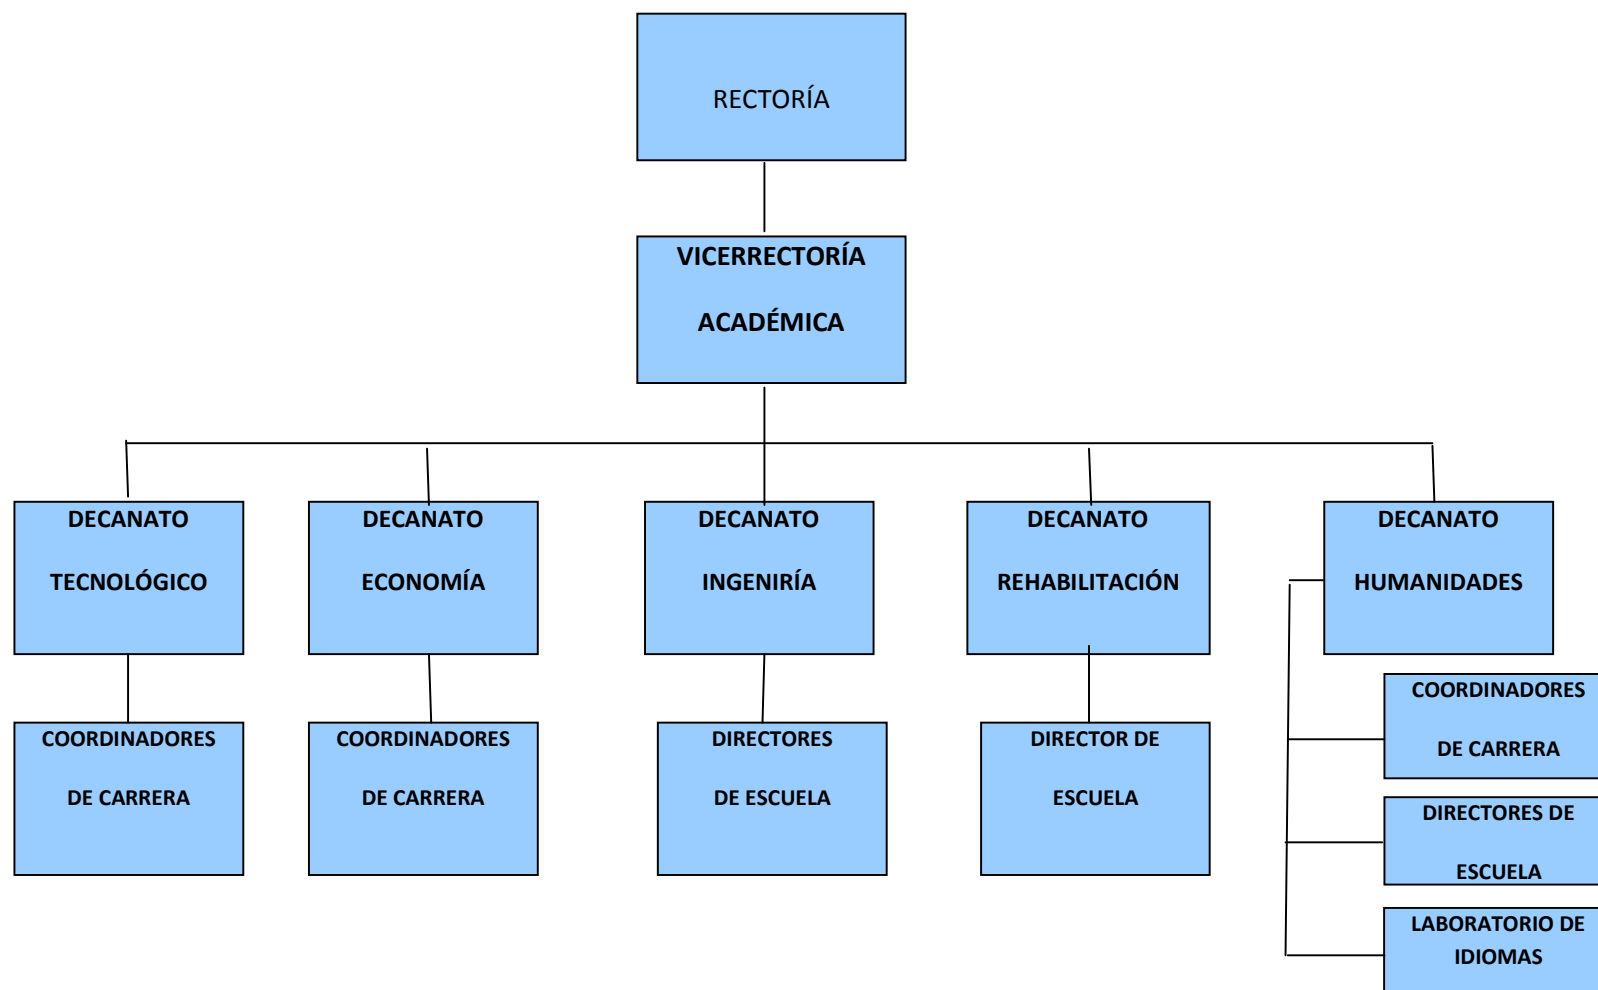 RECTORÍA
VICERRECTORÍA
ACADÉMICA
DECANATO
TECNOLÓGICO
DECANATO
ECONOMÍA
DECANATO
INGENIRÍA
DECANATO
REHABILITACIÓN
DECANATO
HUMANIDADES
COORDINADORES
DE CARRERA
COORDINADORES
DE CARRERA
DIRECTORES
DE ESCUELA
DIRECTOR DE
ESCUELA
COORDINADORES
DE CARRERA
DIRECTORES DE
ESCUELA
LABORATORIO DE
IDIOMAS